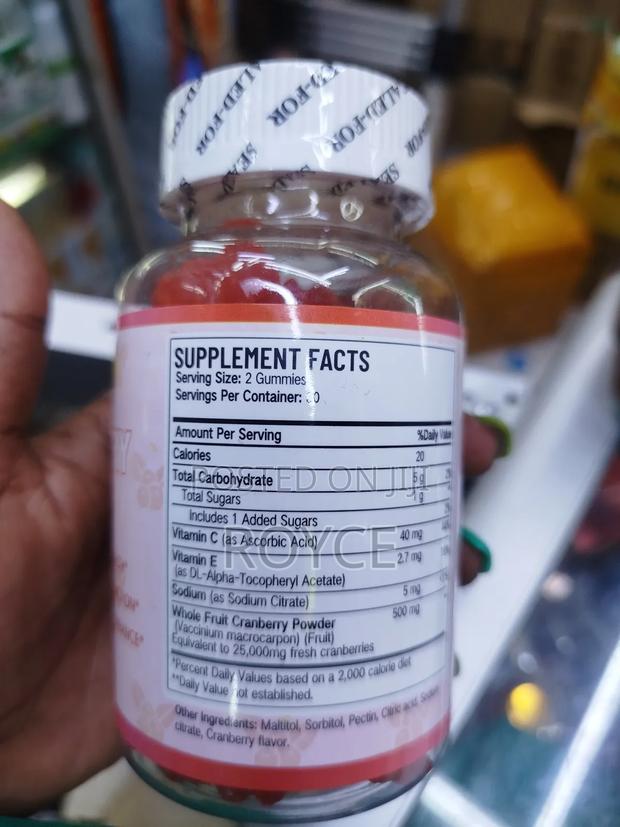 SEALED-FOR
SUPPLEMENT FACTS
Serving Size: 2 Gummies
Servings Per Container: 30
Amount Per Serving %Daily Value
Calories 20
Total Carbohydrate 5 g
Total Sugars 1 g
Includes 1 Added Sugars
Vitamin C (as Ascorbic Acid) 40 mg
Vitamin E 2.7 mg
(as DL-Alpha-Tocopheryl Acetate)
Sodium (as Sodium Citrate) 5 mg
Whole Fruit Cranberry Powder 500 mg
(Vaccinium macrocarpon) (Fruit)
Equivalent to 25,000mg fresh cranberries
*Percent Daily Values based on a 2,000 calorie diet
**Daily Value not established.
Other Ingredients: Maltitol, Sorbitol, Pectin, Citric acid, Sodium
citrate, Cranberry flavor.
POSTED ON JIJI
ROYCE